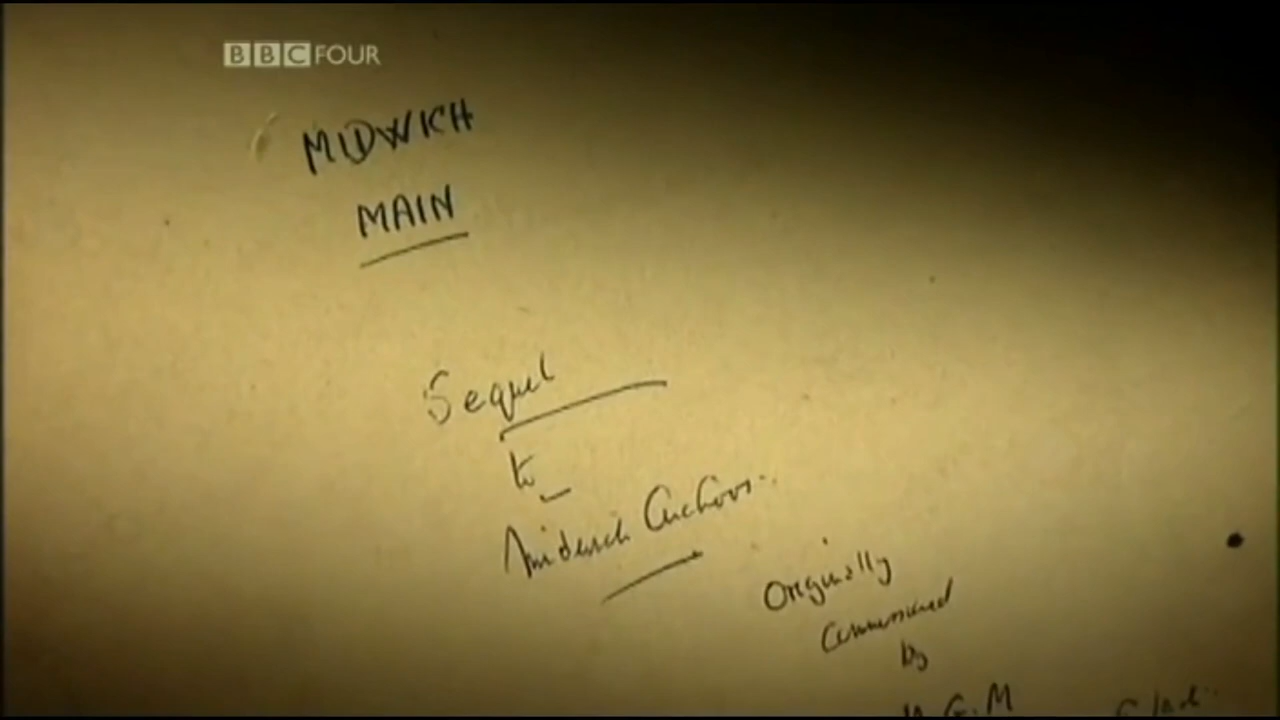 BBC FOUR
MIDWICH
MAIN
Sequel
to
Midwich Cuckoos.
Originally
commissioned
by
M.G.M